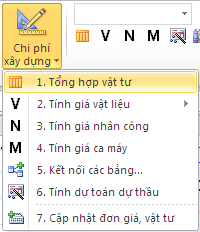 V N M
Chi phí
xây dựng
1. Tổng hợp vật tư
V 2. Tính giá vật liệu
N 3. Tính giá nhân công
M 4. Tính giá ca máy
5. Kết nối các bảng...
6. Tính dự toán dự thầu
7. Cập nhật đơn giá, vật tư